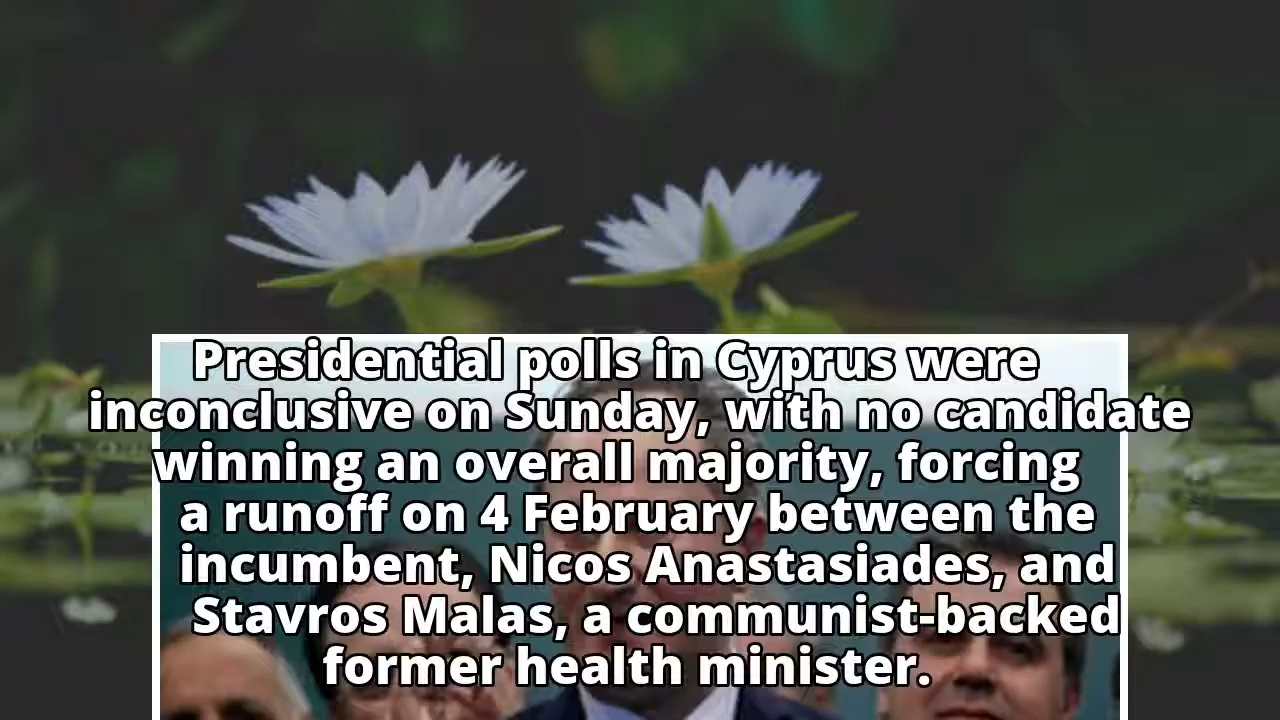 Presidential polls in Cyprus were
inconclusive on Sunday, with no candidate
winning an overall majority, forcing
a runoff on 4 February between the
incumbent, Nicos Anastasiades, and
Stavros Malas, a communist-backed
former health minister.